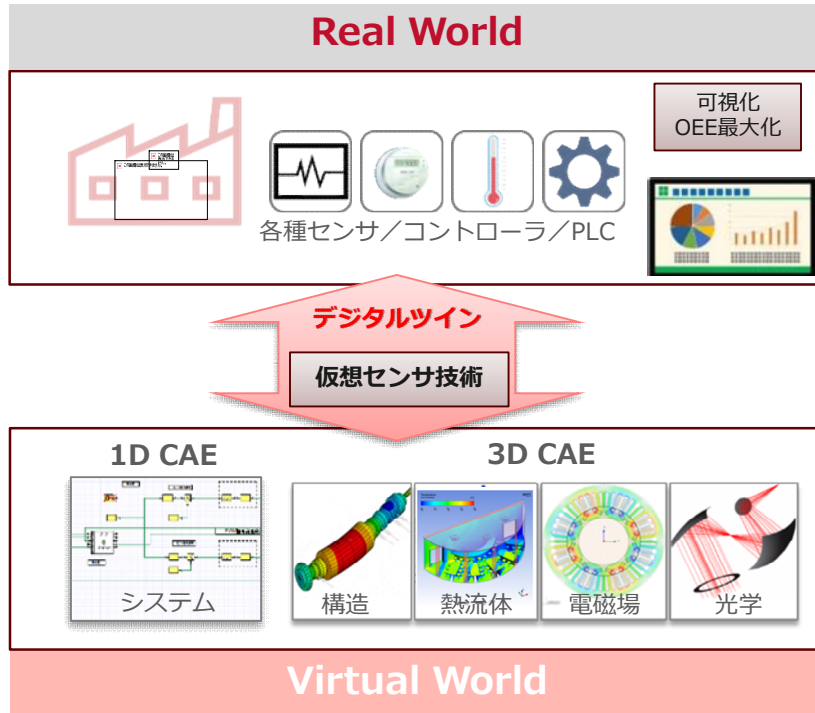 Real World
可視化
OEE最大化
各種センサ／コントローラ／PLC
デジタルツイン
仮想センサ技術
1D CAE
3D CAE
システム
構造
熱流体
電磁場
光学
Virtual World